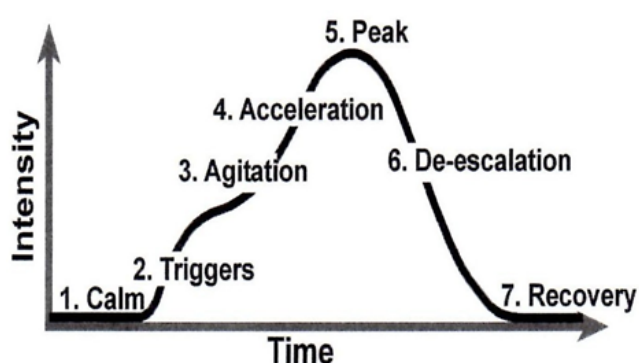 5. Peak
4. Acceleration
3. Agitation
6. De-escalation
2. Triggers
1. Calm
7. Recovery
Intensity
Time